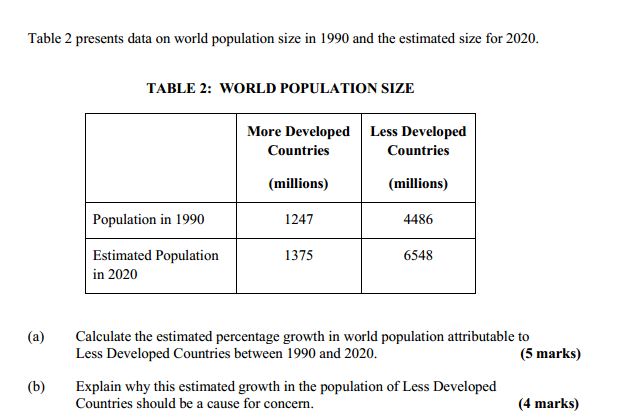 Table 2 presents data on world population size in 1990 and the estimated size for 2020.
TABLE 2: WORLD POPULATION SIZE
More Developed Countries (millions)
Less Developed Countries (millions)
Population in 1990 1247 4486
Estimated Population in 2020 1375 6548
(a) Calculate the estimated percentage growth in world population attributable to
Less Developed Countries between 1990 and 2020. (5 marks)
(b) Explain why this estimated growth in the population of Less Developed
Countries should be a cause for concern. (4 marks)